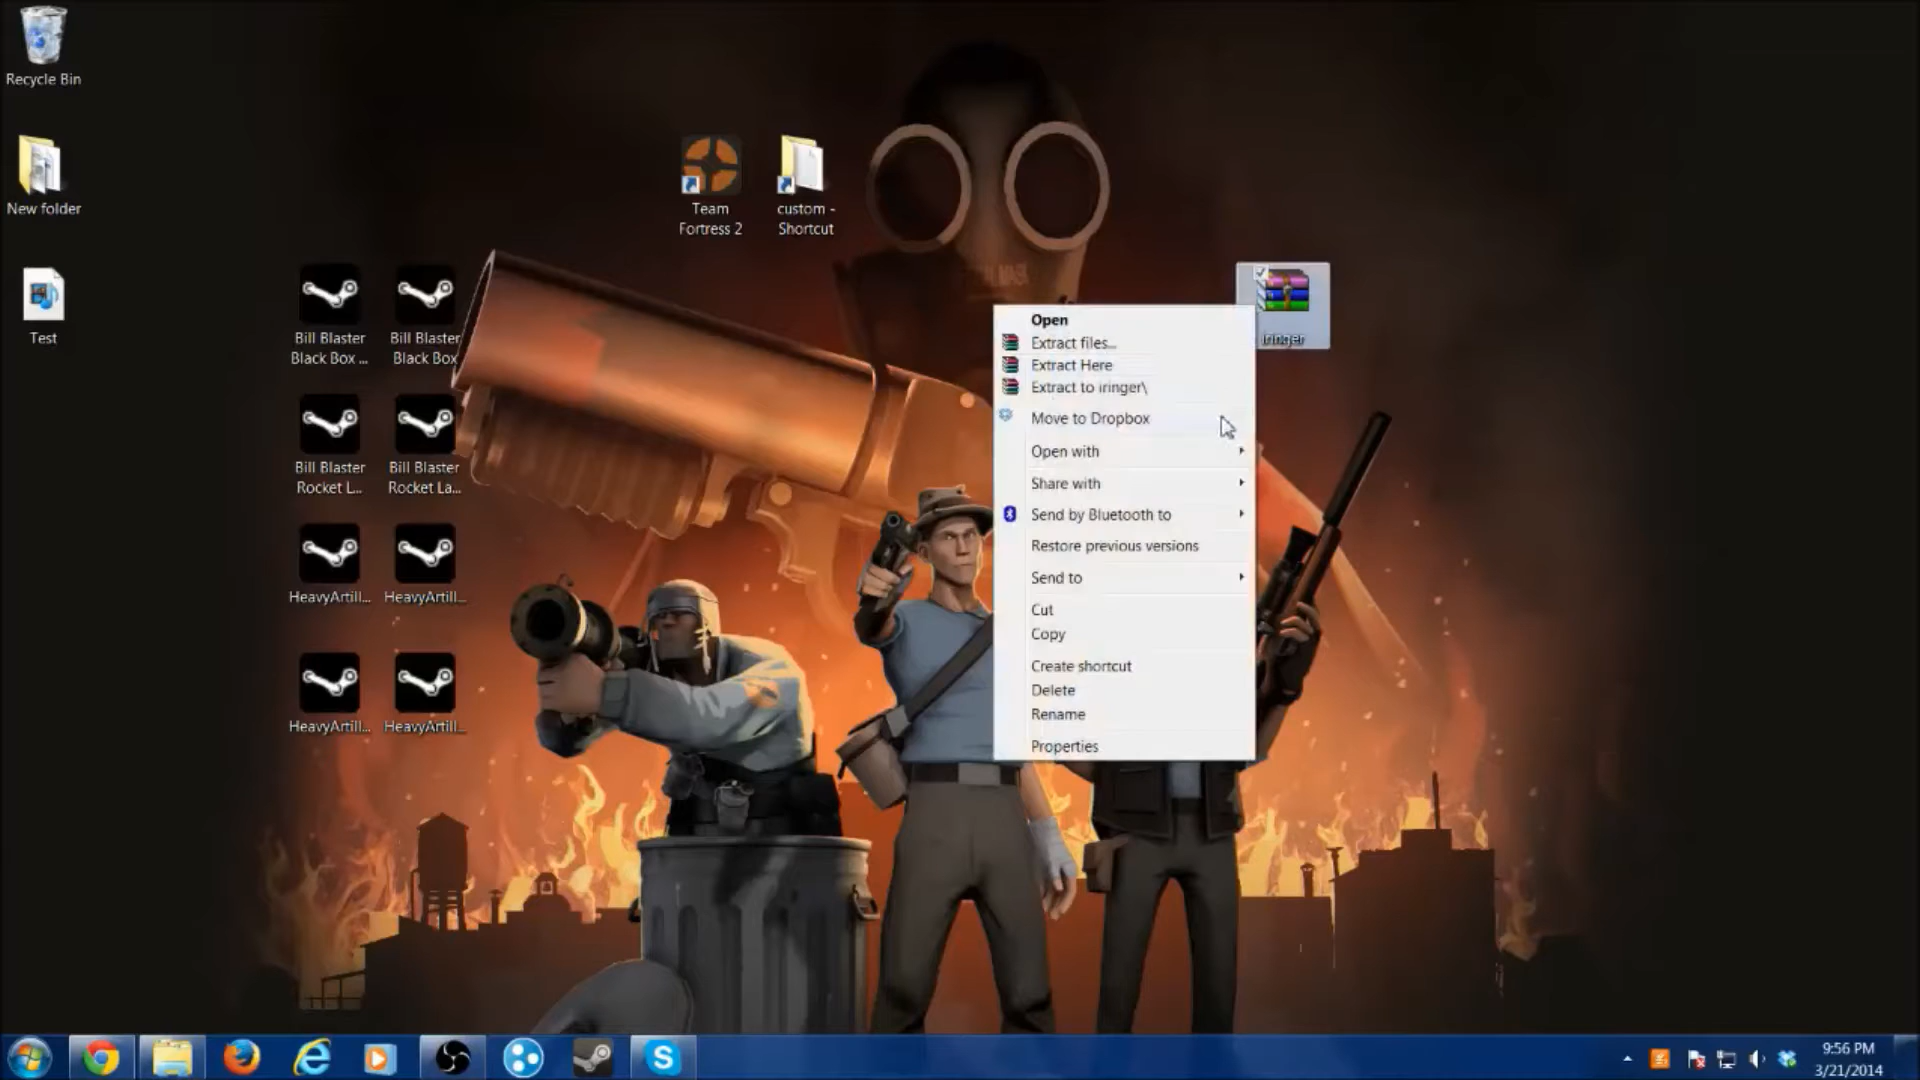 Recycle Bin
New folder
Test
Team
Fortress 2
custom -
Shortcut
Bill Blaster
Black Box ...
Bill Blaster
Black Box
Bill Blaster
Rocket L...
Bill Blaster
Rocket La...
HeavyArtill...
HeavyArtill...
HeavyArtill...
HeavyArtill...
iringer
Open
Extract files...
Extract Here
Extract to iringer\
Move to Dropbox
Open with
Share with
Send by Bluetooth to
Restore previous versions
Send to
Cut
Copy
Create shortcut
Delete
Rename
Properties
9:56 PM
3/21/2014